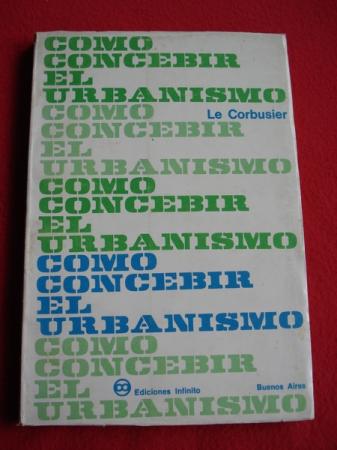 COMO
CONCEBIR
EL
URBANISMO
Le Corbusier
COMO
CONCEBIR
EL
URBANISMO
COMO
CONCEBIR
EL
URBANISMO
COMO
CONCEBIR
EL
URBANISMO
COMO
CONCEBIR
EL
Ediciones Infinito
Buenos Aires
URBANISMO